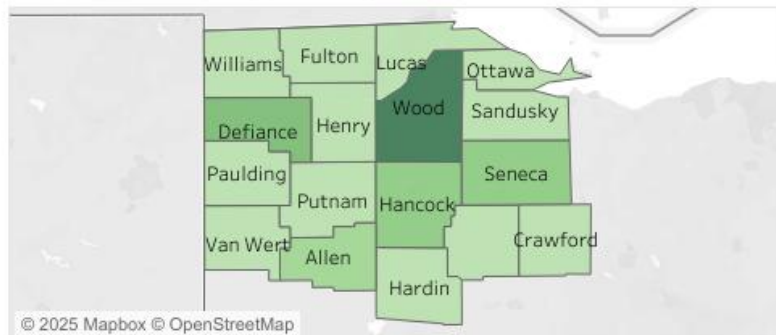 Williams
Fulton
Lucas
Ottawa
Wood
Sandusky
Defiance
Henry
Paulding
Seneca
Putnam
Hancock
Van Wert
Allen
Crawford
Hardin
© 2025 Mapbox © OpenStreetMap